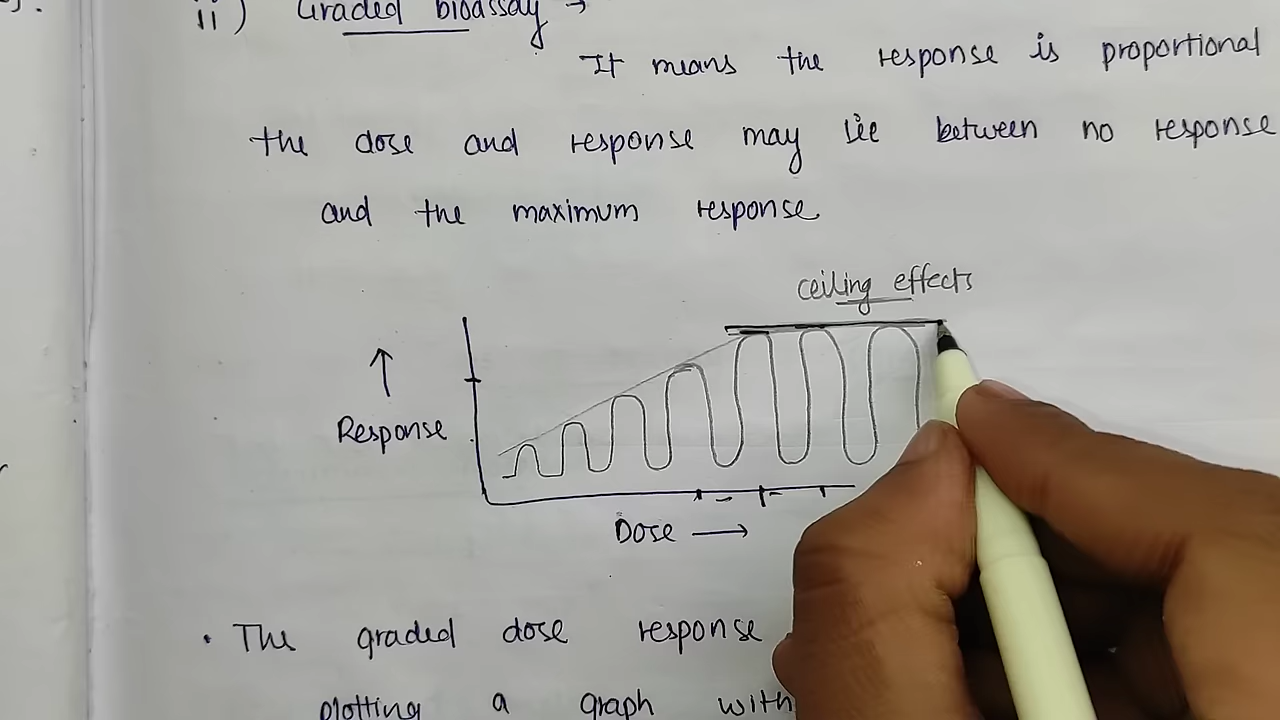 ii) Graded bioassay →
It means the response is proportional
the dose and response may lie between no response
and the maximum response.
ceiling effects
↑
Response
Dose →
• The graded dose response
plotting a graph with